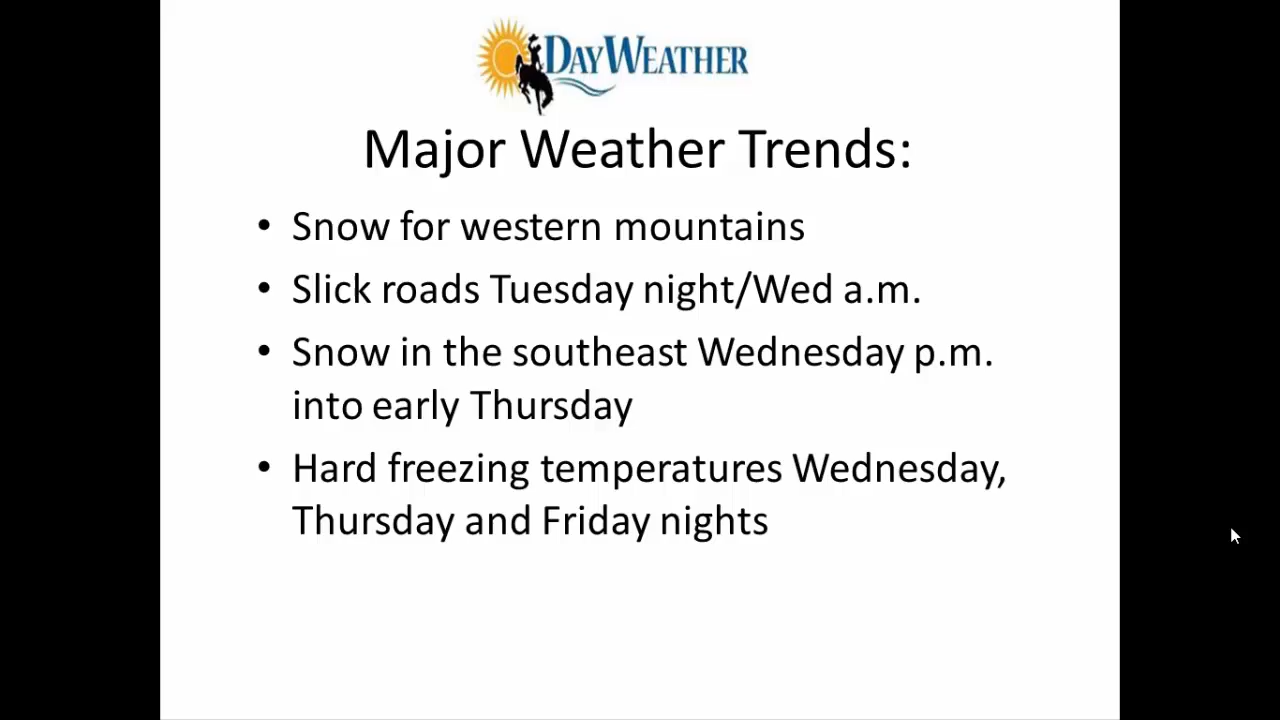 DAYWEATHER
Major Weather Trends:
• Snow for western mountains
• Slick roads Tuesday night/Wed a.m.
• Snow in the southeast Wednesday p.m.
into early Thursday
• Hard freezing temperatures Wednesday,
Thursday and Friday nights